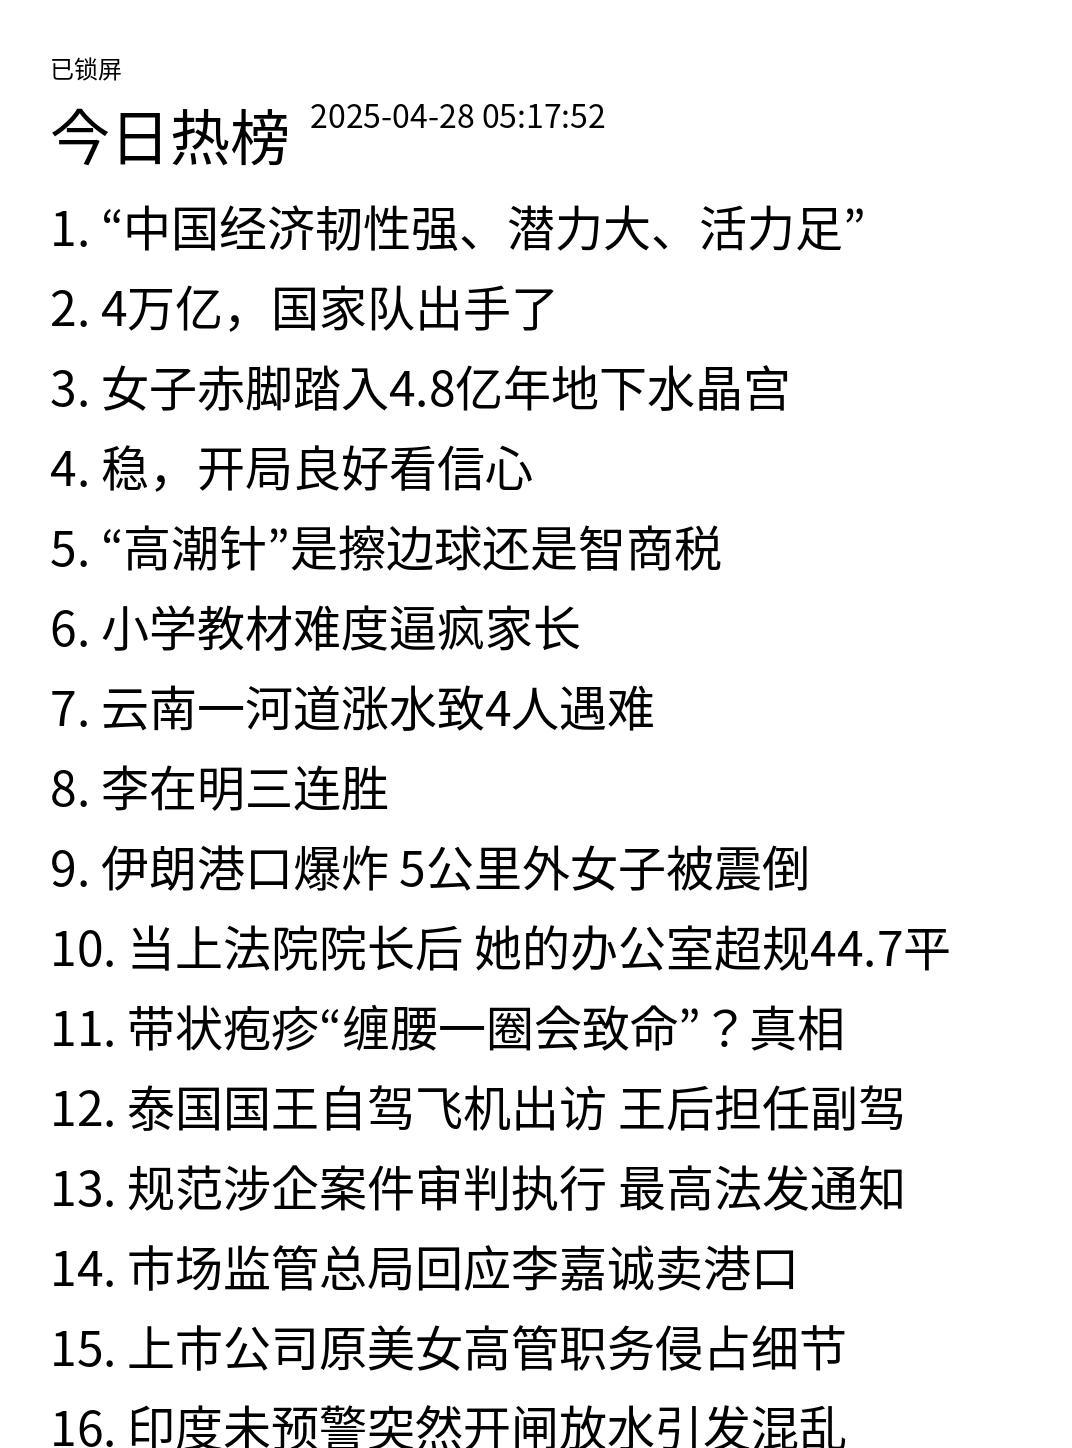 已锁屏
今日热榜 2025-04-28 05:17:52
1. “中国经济韧性强、潜力大、活力足”
2. 4万亿，国家队出手了
3. 女子赤脚踏入4.8亿年地下水晶宫
4. 稳，开局良好看信心
5. “高潮针”是擦边球还是智商税
6. 小学教材难度逼疯家长
7. 云南一河道涨水致4人遇难
8. 李在明三连胜
9. 伊朗港口爆炸 5公里外女子被震倒
10. 当上法院院长后 她的办公室超规44.7平
11. 带状疱疹“缠腰一圈会致命”？真相
12. 泰国国王自驾飞机出访 王后担任副驾
13. 规范涉企案件审判执行 最高法发通知
14. 市场监管总局回应李嘉诚卖港口
15. 上市公司原美女高管职务侵占细节
16. 印度未预警突然开闸放水引发混乱